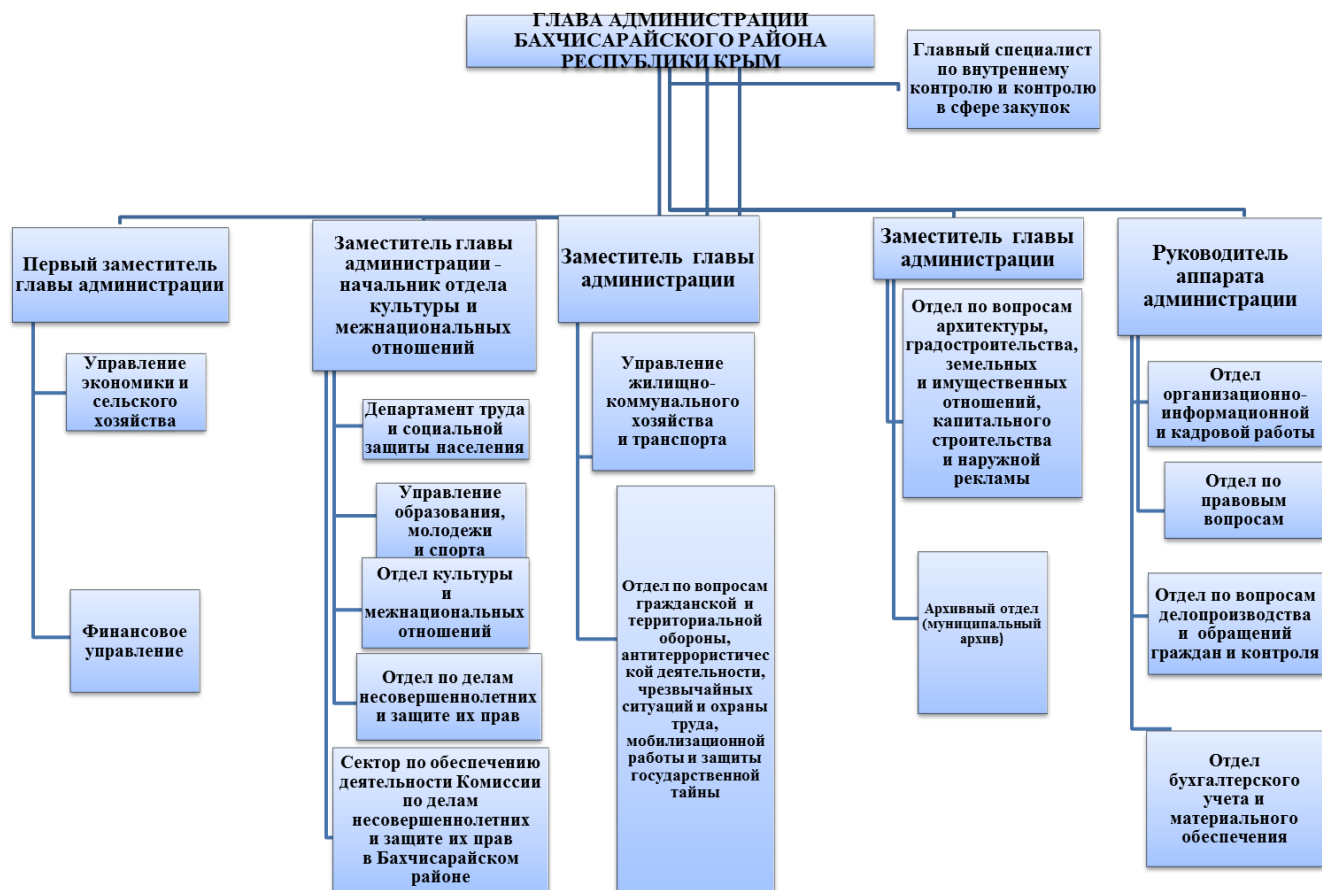 ГЛАВА АДМИНИСТРАЦИИ
БАХЧИСАРАЙСКОГО РАЙОНА
РЕСПУБЛИКИ КРЫМ
Главный специалист
по внутреннему
контролю и контролю
в сфере закупок
Первый заместитель
главы администрации
Управление
экономики и
сельского
хозяйства
Финансовое
управление
Заместитель главы
администрации -
начальник отдела
культуры и
межнациональных
отношений
Департамент труда
и социальной
защиты населения
Управление
образования,
молодежи
и спорта
Отдел культуры
и
межнациональных
отношений
Отдел по делам
несовершеннолетних
и защите их прав
Сектор по обеспечению
деятельности Комиссии
по делам
несовершеннолетних
и защите их прав
в Бахчисарайском
районе
Заместитель главы
администрации
Управление
жилищно-
коммунального
хозяйства
и транспорта
Отдел по вопросам
гражданской и
территориальной
обороны,
антитеррористичес
кой деятельности,
чрезвычайных
ситуаций и охраны
труда,
мобилизационной
работы и защиты
государственной
тайны
Заместитель главы
администрации
Отдел по вопросам
архитектуры,
градостроительства,
земельных
и имущественных
отношений,
капитального
строительства
и наружной
рекламы
Архивный отдел
(муниципальный
архив)
Руководитель
аппарата
администрации
Отдел
организационно-
информационной
и кадровой работы
Отдел по
правовым
вопросам
Отдел по вопросам
делопроизводства
и обращений
граждан и контроля
Отдел
бухгалтерского
учета и
материального
обеспечения